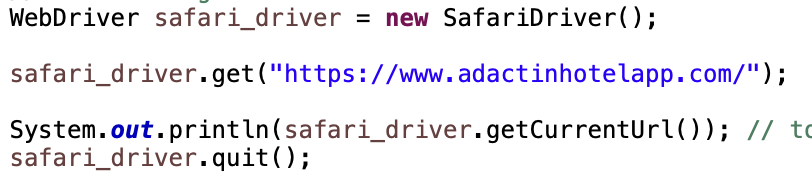 WebDriver safari_driver = new SafariDriver();
safari_driver.get("https://www.adactinhotelapp.com/");
System.out.println(safari_driver.getCurrentUrl()); //
safari_driver.quit();